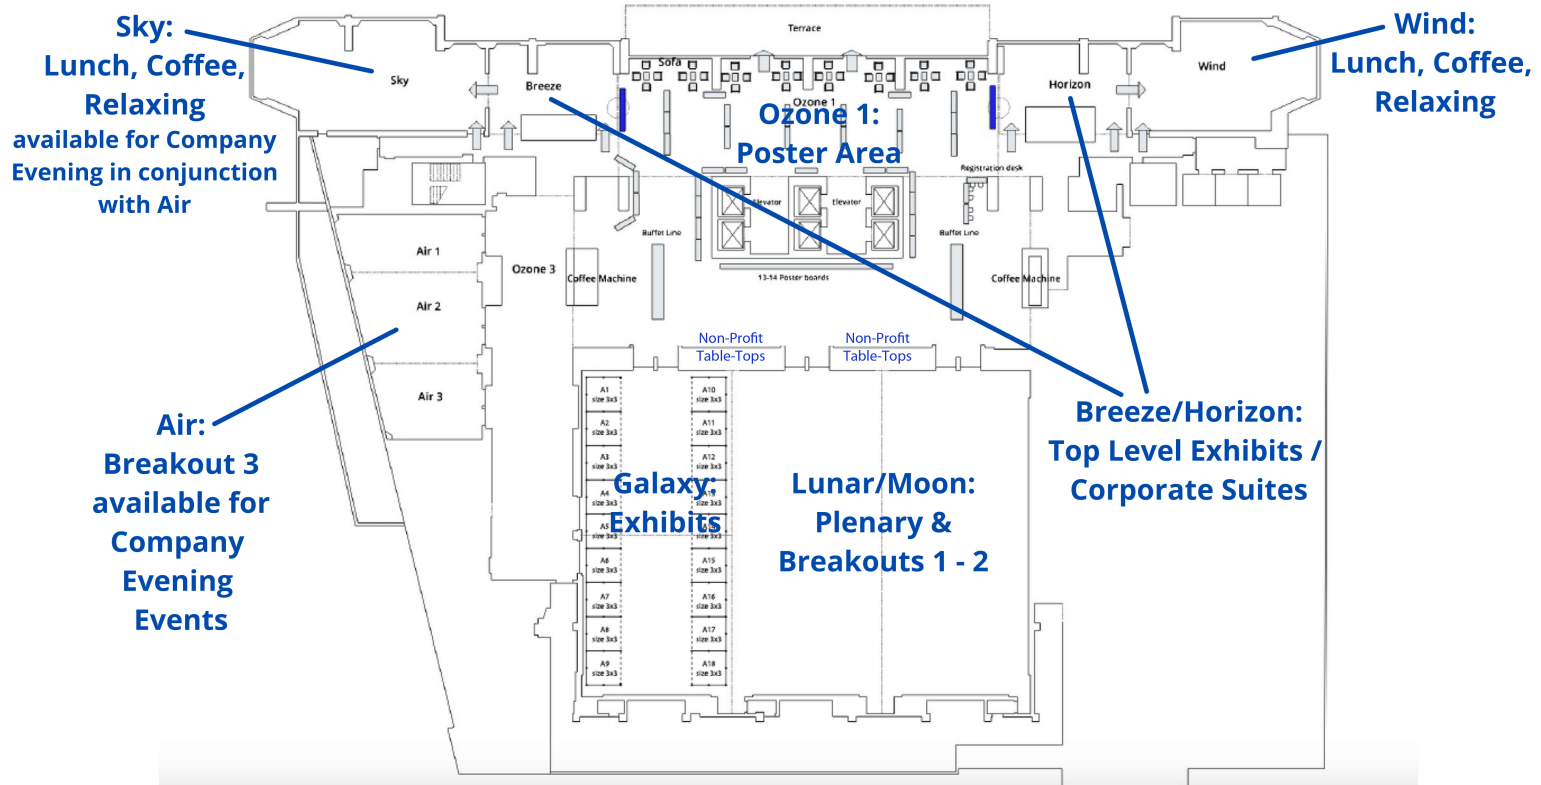 Sky:
Lunch, Coffee,
Relaxing
available for Company
Evening in conjunction
with Air
Wind:
Lunch, Coffee,
Relaxing
Terrace
Sofa
Sky
Breeze
Ozone 1
Horizon
Wind
Ozone 1:
Poster Area
Registration desk
Elevator
Elevator
Buffet Line
Buffet Line
Air 1
Ozone 3
Coffee Machine
13-14 Poster boards
Coffee Machine
Air 2
Non-Profit
Table-Tops
Non-Profit
Table-Tops
Air 3
Air:
Breakout 3
available for
Company
Evening
Events
Breeze/Horizon:
Top Level Exhibits /
Corporate Suites
Galaxy:
Exhibits
Lunar/Moon:
Plenary &
Breakouts 1 - 2
A1
size 3x3
A2
size 3x3
A3
size 3x3
A4
size 3x3
A5
size 3x3
A6
size 3x3
A7
size 3x3
A8
size 3x3
A9
size 3x3
A10
size 3x3
A11
size 3x3
A12
size 3x3
size 3x3
A15
size 3x3
A16
size 3x3
A17
size 3x3
A18
size 3x3